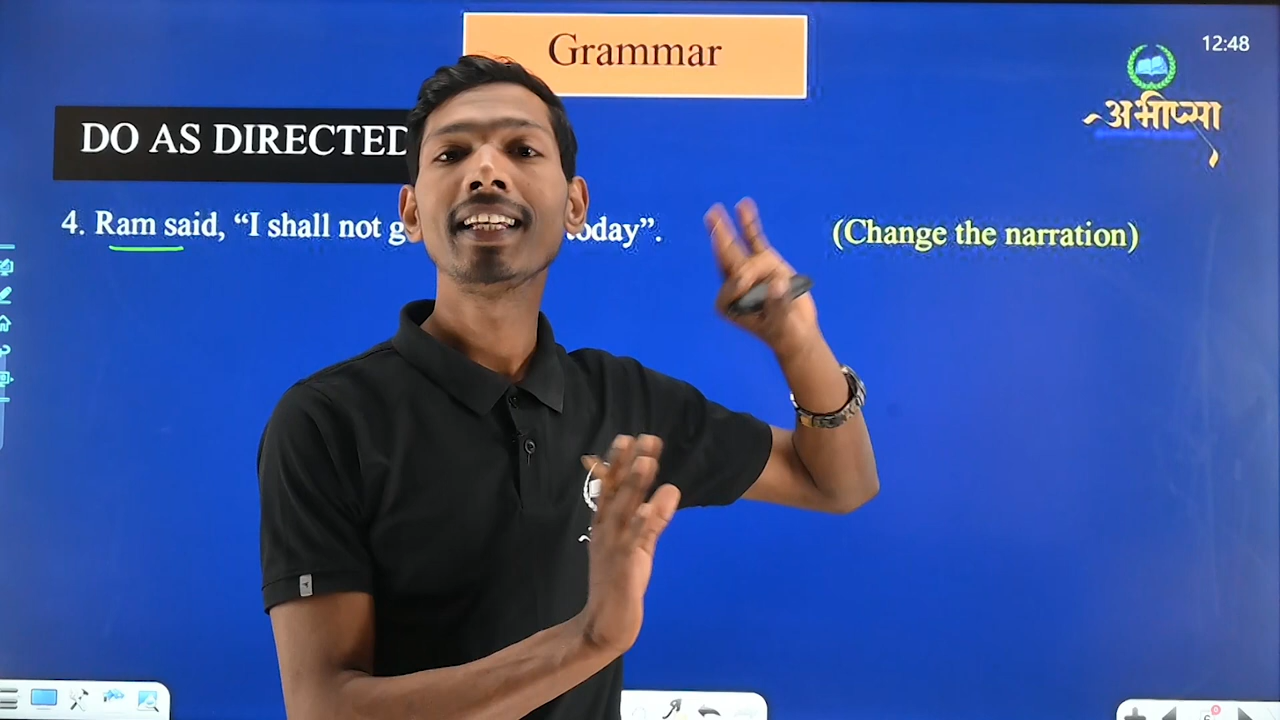 Grammar
12:48
अभीप्सा
DO AS DIRECTED
4. Ram said, “I shall not g today”. (Change the narration)